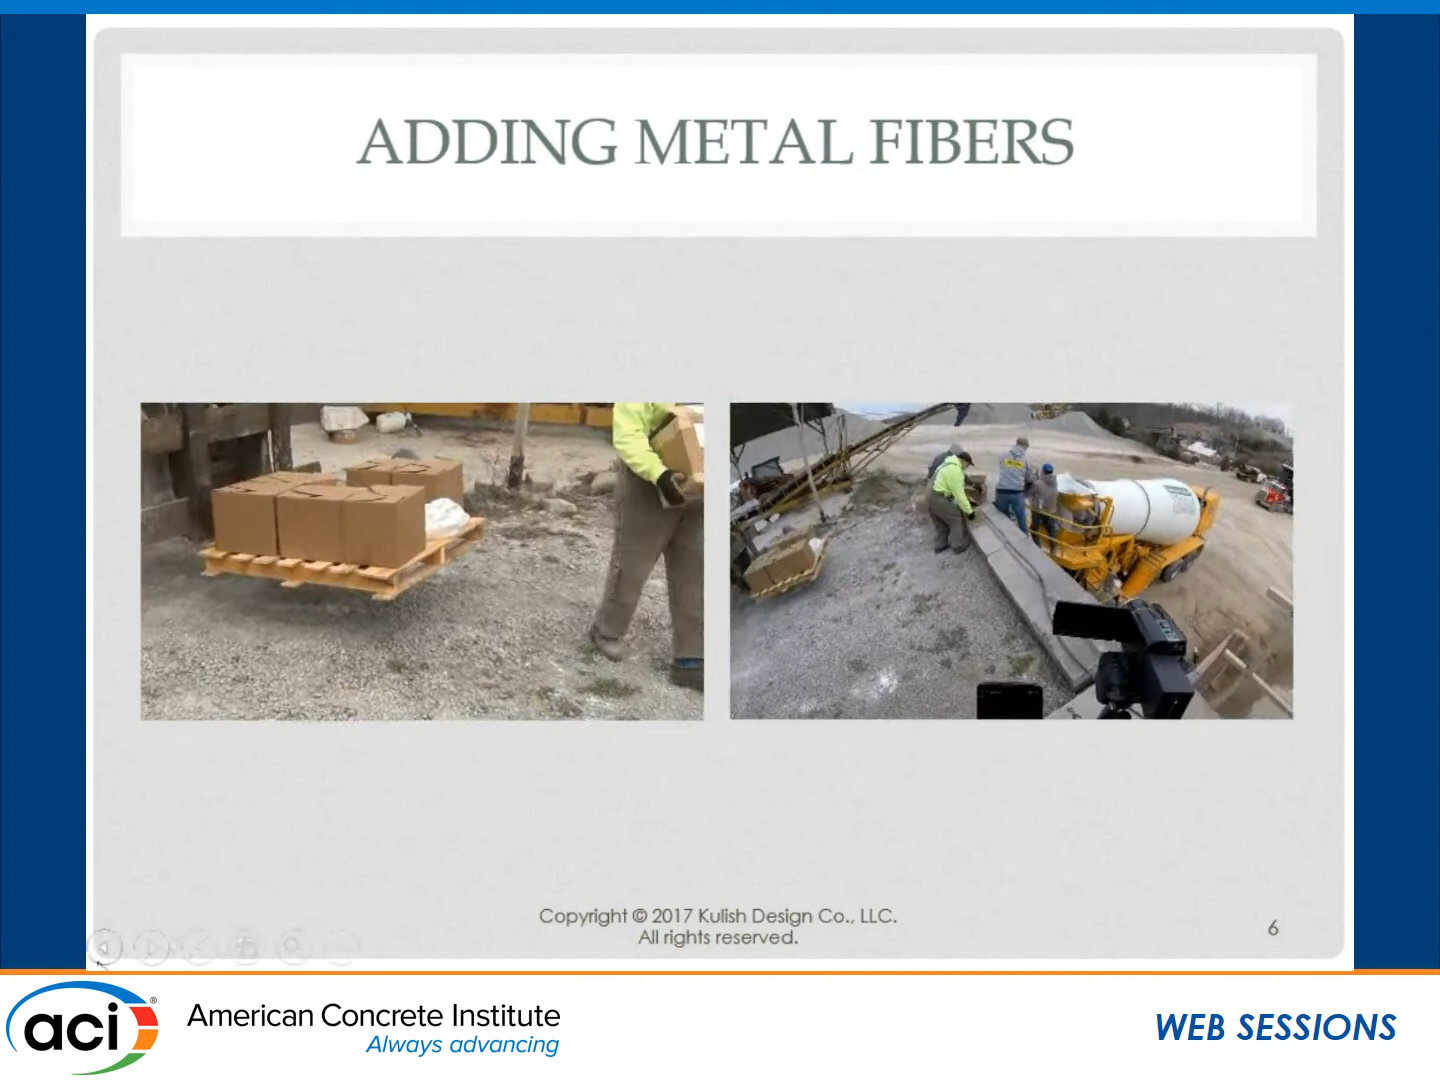 ADDING METAL FIBERS
Copyright © 2017 Kulish Design Co., LLC.
All rights reserved.
6
aci®
American Concrete Institute
Always advancing
WEB SESSIONS